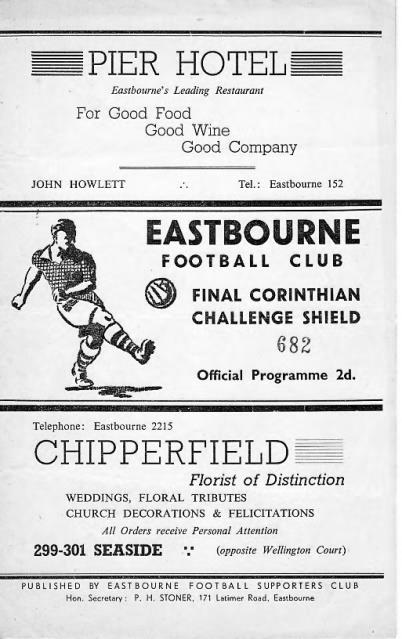 PIER HOTEL
Eastbourne's Leading Restaurant
For Good Food
Good Wine
Good Company
JOHN HOWLETT ∴ Tel.: Eastbourne 152
EASTBOURNE
FOOTBALL CLUB
FINAL CORINTHIAN
CHALLENGE SHIELD
682
Official Programme 2d.
Telephone: Eastbourne 2215
CHIPPERFIELD
Florist of Distinction
WEDDINGS, FLORAL TRIBUTES
CHURCH DECORATIONS & FELICITATIONS
All Orders receive Personal Attention
299-301 SEASIDE ∵ (opposite Wellington Court)
PUBLISHED BY EASTBOURNE FOOTBALL SUPPORTERS CLUB
Hon. Secretary: P. H. STONER, 171 Latimer Road, Eastbourne